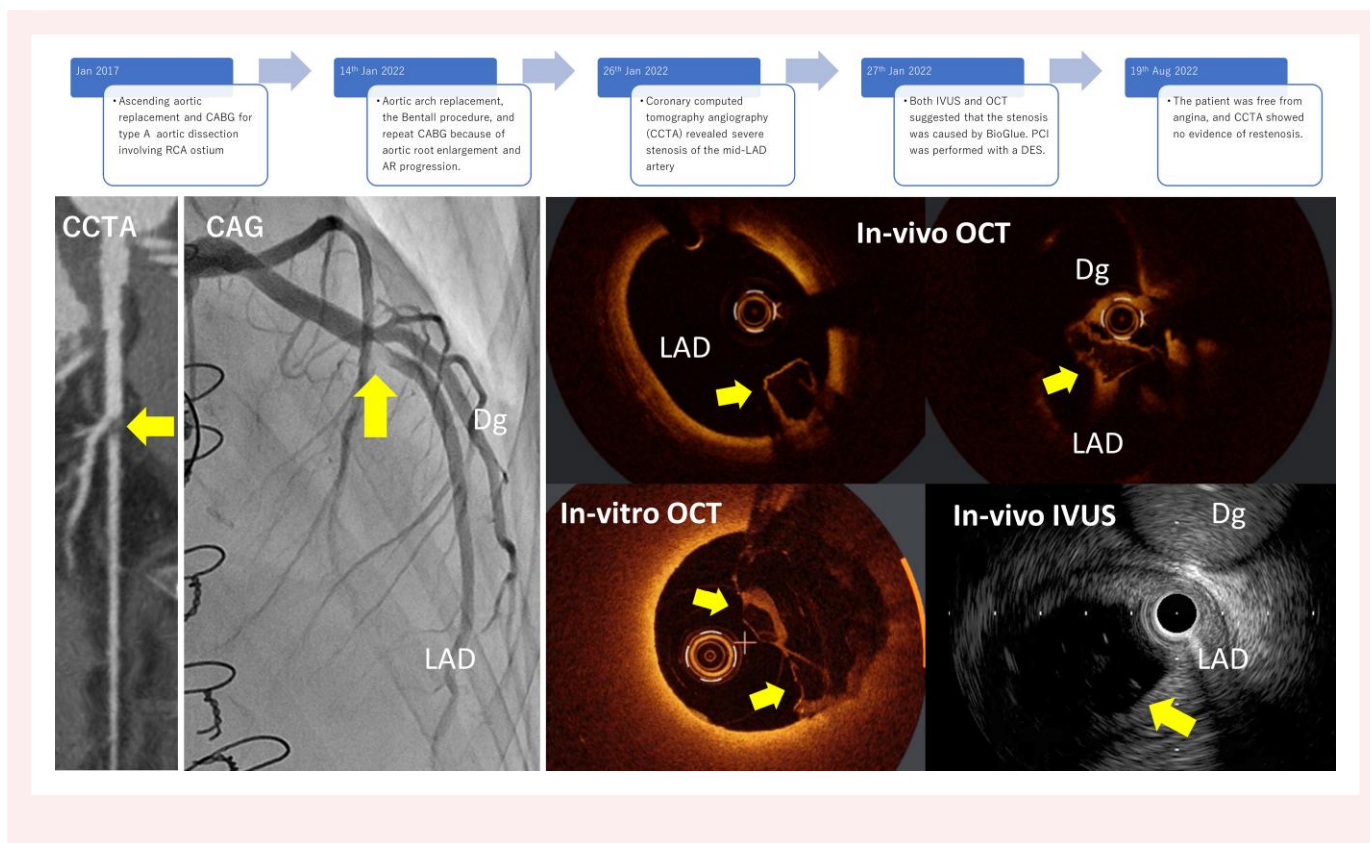 Jan 2017
• Ascending aortic
replacement and CABG for
type A aortic dissection
involving RCA ostium
14th Jan 2022
• Aortic arch replacement,
the Bentall procedure, and
repeat CABG because of
aortic root enlargement and
AR progression.
26th Jan 2022
• Coronary computed
tomography angiography
(CCTA) revealed severe
stenosis of the mid-LAD
artery
27th Jan 2022
• Both IVUS and OCT
suggested that the stenosis
was caused by BioGlue. PCI
was performed with a DES.
19th Aug 2022
• The patient was free from
angina, and CCTA showed
no evidence of restenosis.
CCTA
CAG
Dg
LAD
In-vivo OCT
LAD
Dg
LAD
In-vitro OCT
In-vivo IVUS
Dg
LAD